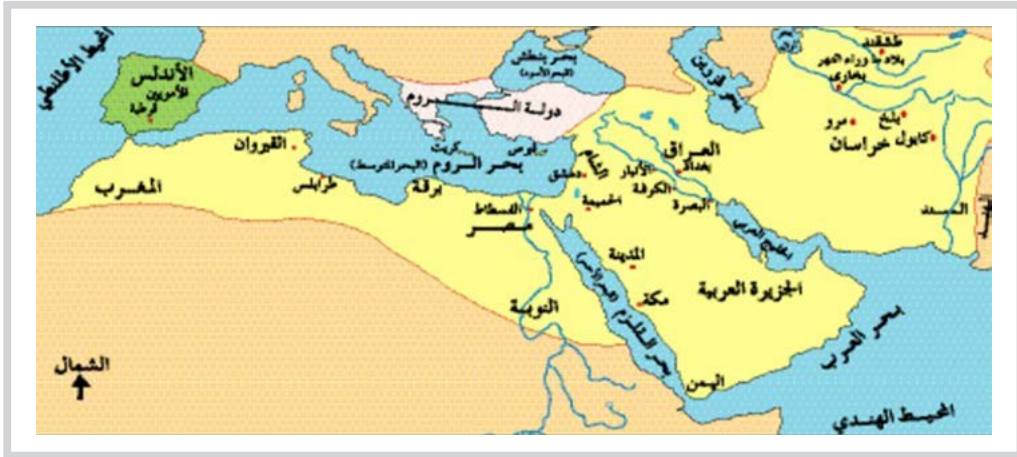 المحيط الأطلنطي
الأندلس
الأمويون
قرطبة
القيروان
المغرب
طرابلس
برقة
دولة الروم
بحر بنطش
(البحر الأسود)
كريت
قبرص
بحر الروم (البحر المتوسط)
الفسطاط
مصر
النوبة
الشام
دمشق
الحميمة
العراق
بغداد
الأنبار
الكوفة
البصرة
بحر قزوين
طشقند
بلاد ما وراء النهر
بخارى
مرو
بلخ
كابول
خراسان
السند
الهند
الخليج العربي
المدينة
مكة
الجزيرة العربية
بحر القلزم (البحر الأحمر)
اليمن
بحر العرب
المحيط الهندي
الشمال